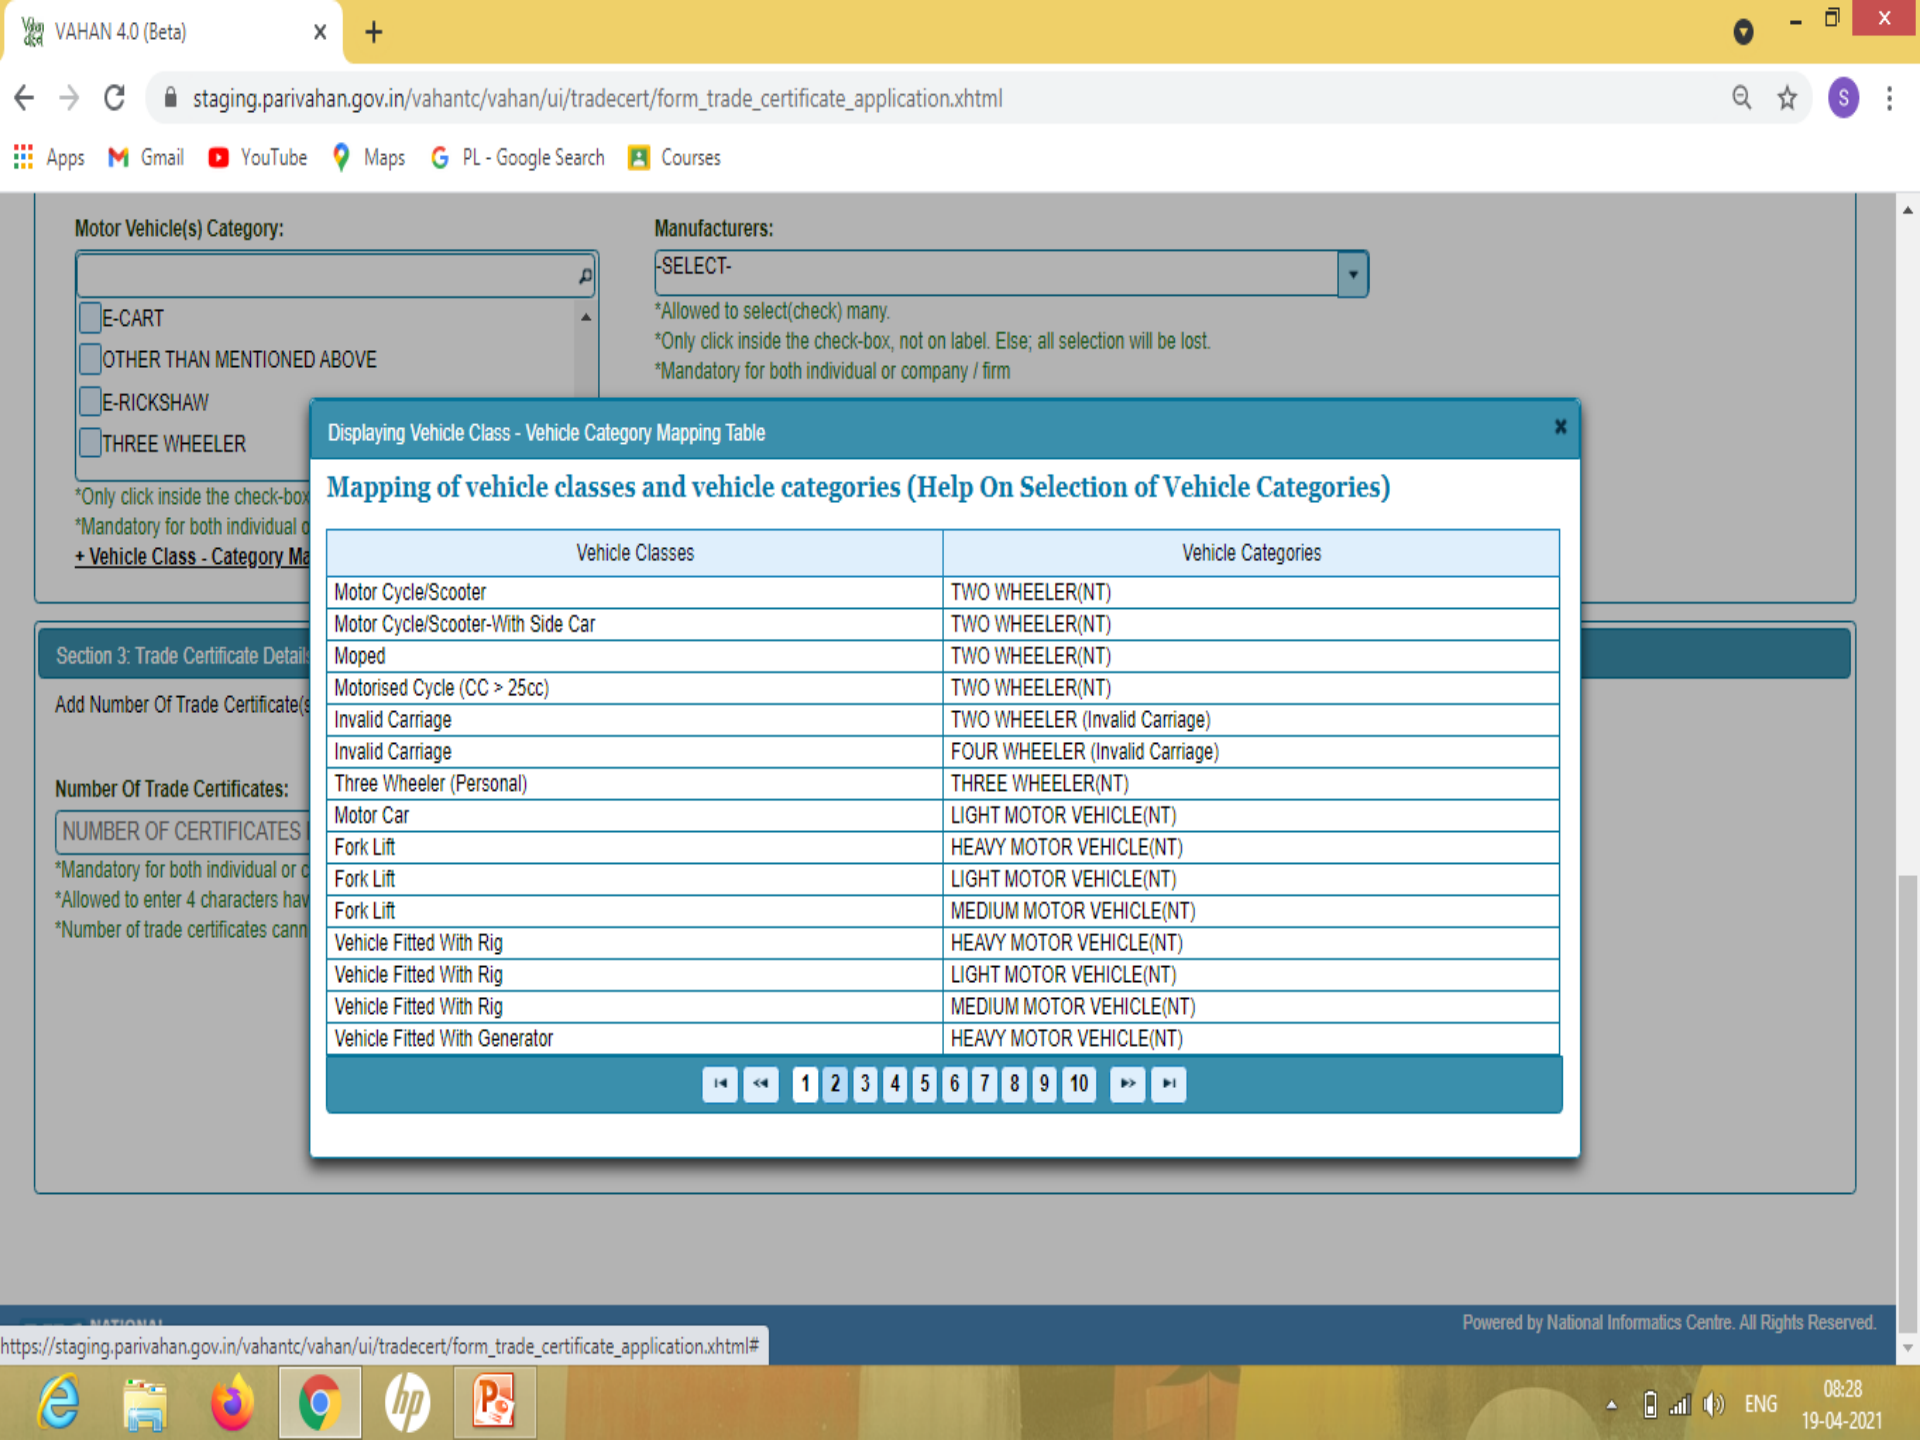 VAHAN 4.0 (Beta)
staging.parivahan.gov.in/vahantc/vahan/ui/tradecert/form_trade_certificate_application.xhtml
S
Apps Gmail YouTube Maps PL - Google Search Courses
Motor Vehicle(s) Category:
E-CART
OTHER THAN MENTIONED ABOVE
E-RICKSHAW
THREE WHEELER
*Only click inside the check-box
*Mandatory for both individual o
+ Vehicle Class - Category Ma
Manufacturers:
-SELECT-
*Allowed to select(check) many.
*Only click inside the check-box, not on label. Else; all selection will be lost.
*Mandatory for both individual or company / firm
Section 3: Trade Certificate Details
Add Number Of Trade Certificate(s
Number Of Trade Certificates:
NUMBER OF CERTIFICATES
*Mandatory for both individual or c
*Allowed to enter 4 characters hav
*Number of trade certificates cann
Displaying Vehicle Class - Vehicle Category Mapping Table
Mapping of vehicle classes and vehicle categories (Help On Selection of Vehicle Categories)
Vehicle Classes Vehicle Categories
Motor Cycle/Scooter TWO WHEELER(NT)
Motor Cycle/Scooter-With Side Car TWO WHEELER(NT)
Moped TWO WHEELER(NT)
Motorised Cycle (CC > 25cc) TWO WHEELER(NT)
Invalid Carriage TWO WHEELER (Invalid Carriage)
Invalid Carriage FOUR WHEELER (Invalid Carriage)
Three Wheeler (Personal) THREE WHEELER(NT)
Motor Car LIGHT MOTOR VEHICLE(NT)
Fork Lift HEAVY MOTOR VEHICLE(NT)
Fork Lift LIGHT MOTOR VEHICLE(NT)
Fork Lift MEDIUM MOTOR VEHICLE(NT)
Vehicle Fitted With Rig HEAVY MOTOR VEHICLE(NT)
Vehicle Fitted With Rig LIGHT MOTOR VEHICLE(NT)
Vehicle Fitted With Rig MEDIUM MOTOR VEHICLE(NT)
Vehicle Fitted With Generator HEAVY MOTOR VEHICLE(NT)
1 2 3 4 5 6 7 8 9 10
Powered by National Informatics Centre. All Rights Reserved.
https://staging.parivahan.gov.in/vahantc/vahan/ui/tradecert/form_trade_certificate_application.xhtml#
hp
ENG
08:28
19-04-2021